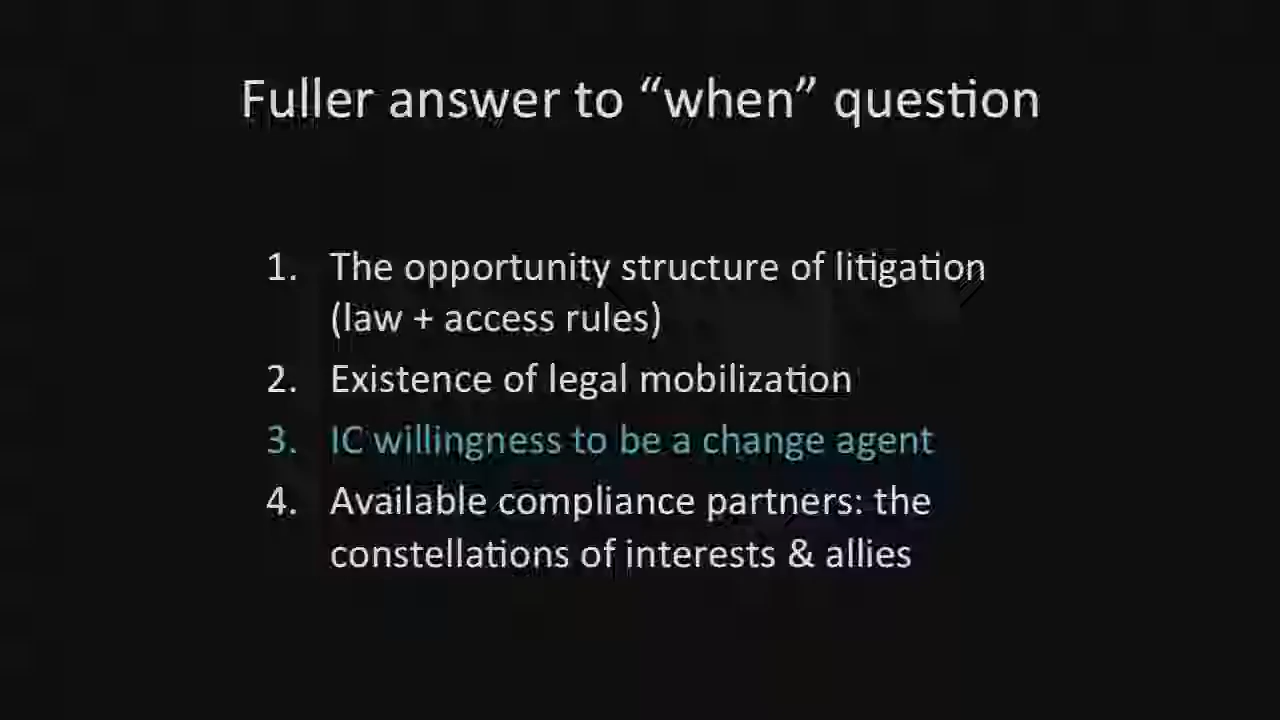 Fuller answer to “when” question
1. The opportunity structure of litigation
(law + access rules)
2. Existence of legal mobilization
3. IC willingness to be a change agent
4. Available compliance partners: the
constellations of interests & allies